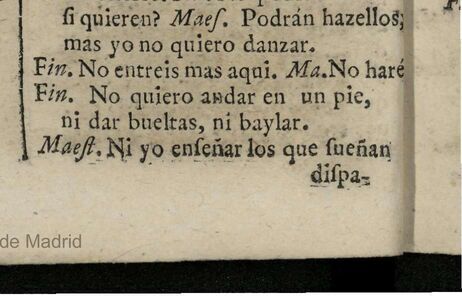 si quieren? Maes. Podrán hazellos;
mas yo no quiero danzar.
Fin. No entreis mas aqui. Ma. No haré
Fin. No quiero andar en un pie,
ni dar bueltas, ni baylar.
Maest. Ni yo enseñar los que sueñan
dispa-
de Madrid